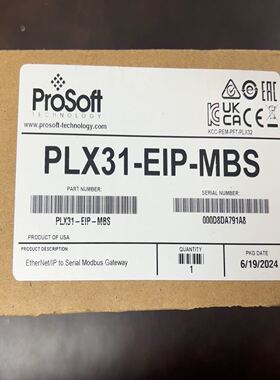 ProSoft
TECHNOLOGY
www.prosoft-technology.com
UK
CA
CE
EAC
KCC-REM-PFT-PLX32
PLX31-EIP-MBS
PART NUMBER:
SERIAL NUMBER:
PLX31-EIP-MBS
000D8DA791A8
PRODUCT OF USA
PRODUCT DESCRIPTION
QUANTITY
PKG DATE
EtherNet/IP to Serial Modbus Gateway
1
6/19/2024